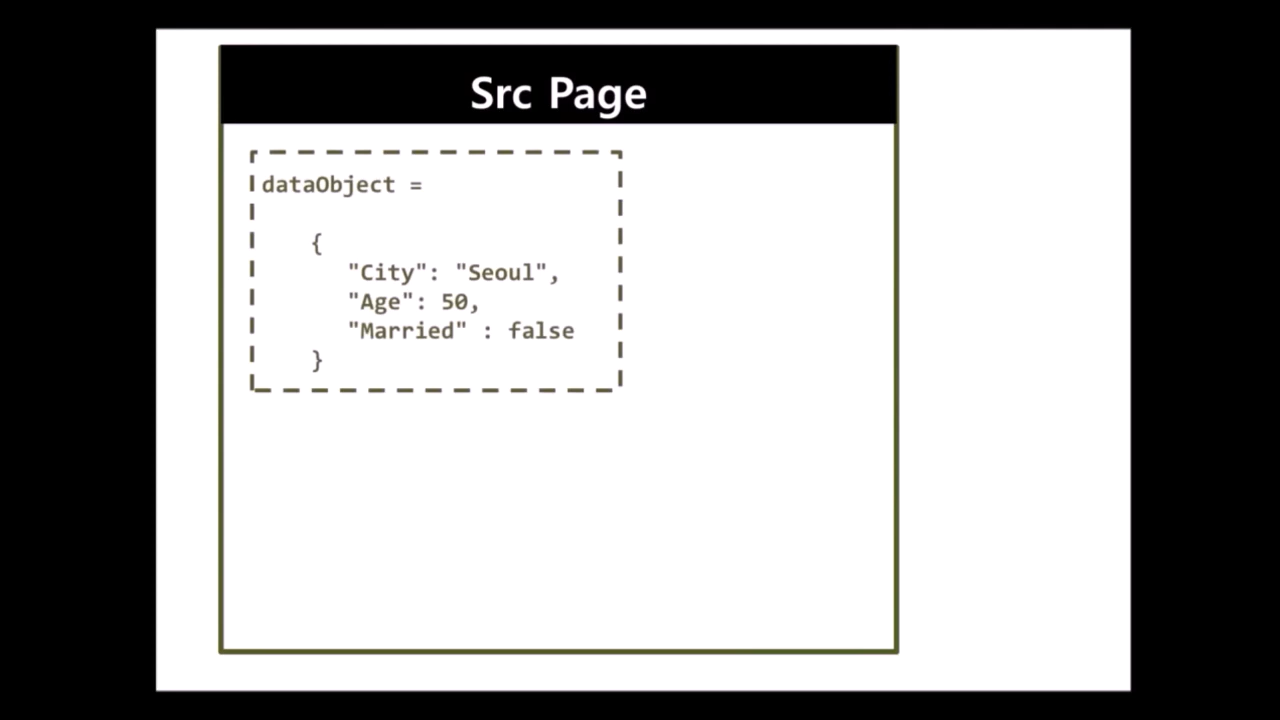 Src Page
dataObject =
{
"City": "Seoul",
"Age": 50,
"Married" : false
}